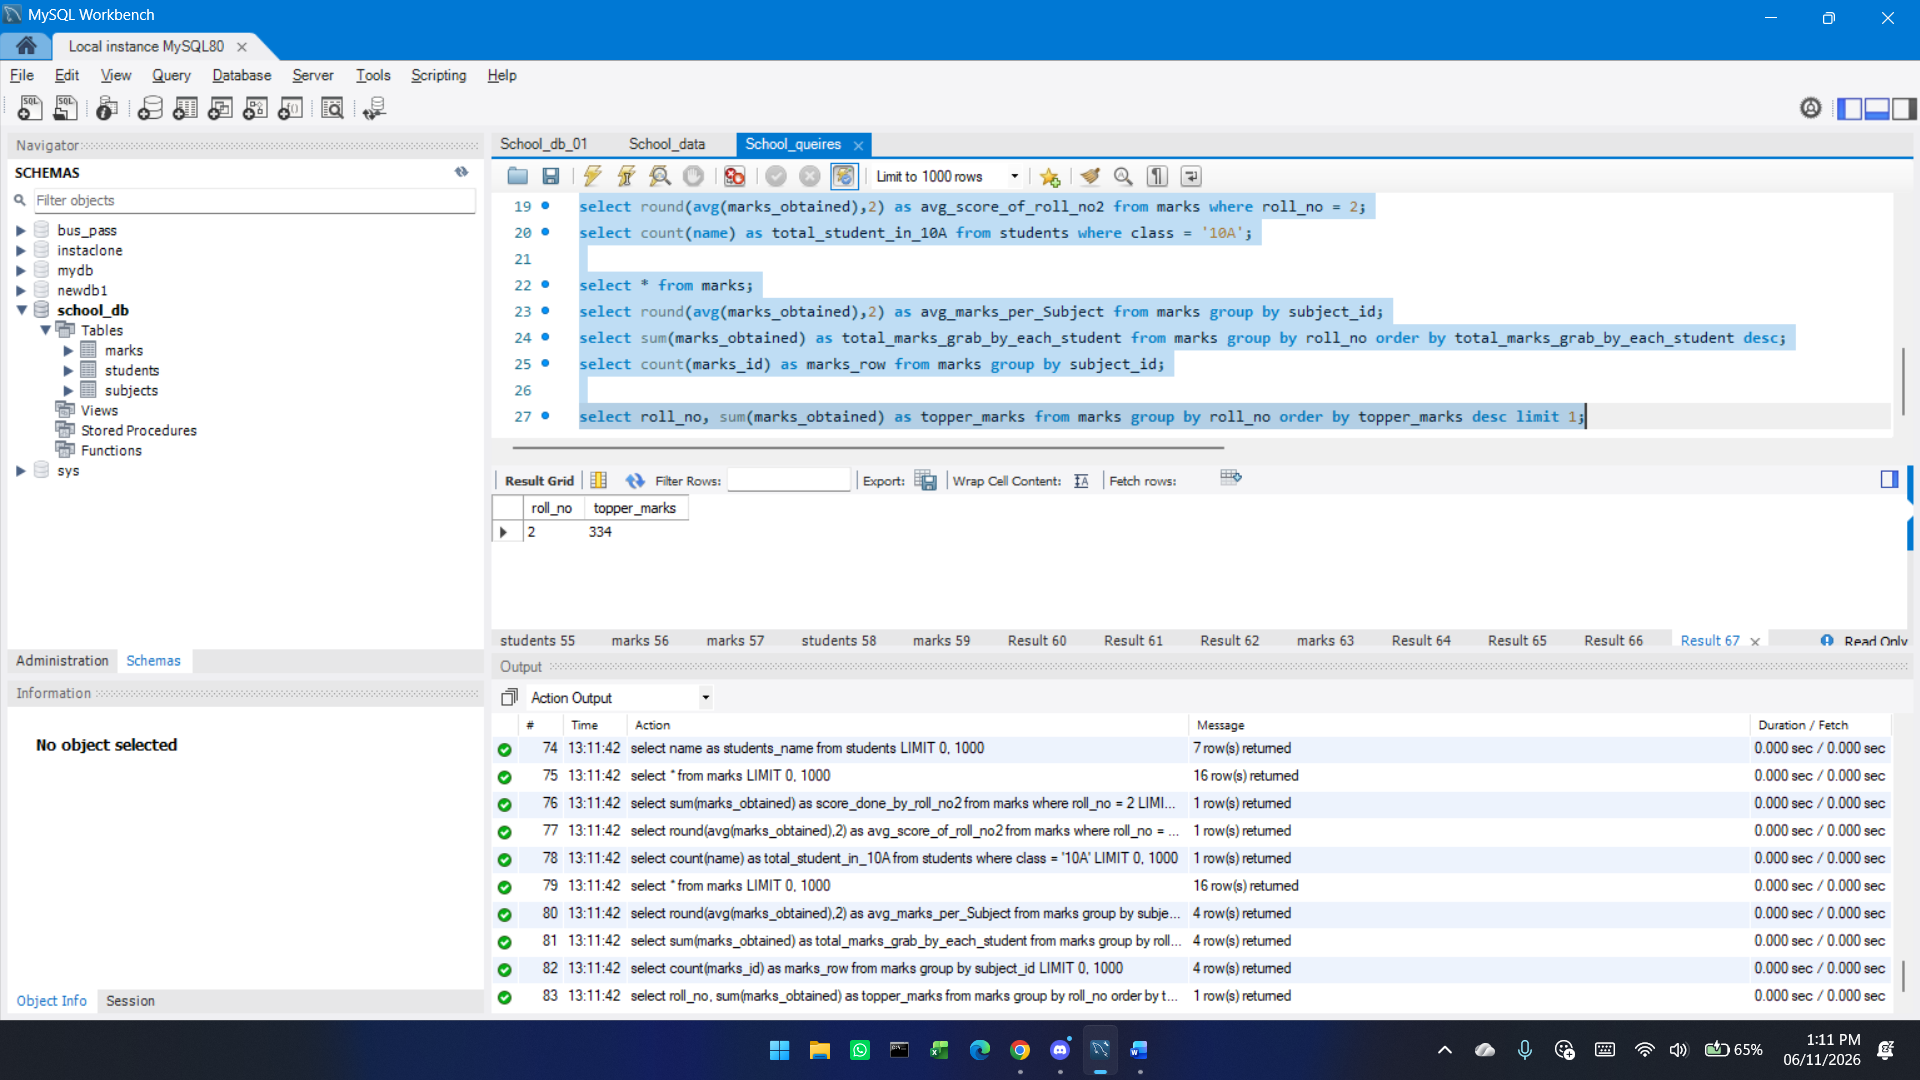 MySQL Workbench
Local instance MySQL80
File Edit View Query Database Server Tools Scripting Help
Navigator
SCHEMAS
Filter objects
bus_pass
instaclone
mydb
newdb1
school_db
Tables
marks
students
subjects
Views
Stored Procedures
Functions
sys
Administration Schemas
Information
No object selected
Object Info Session
School_db_01 School_data School_queires
Limit to 1000 rows
19 select round(avg(marks_obtained),2) as avg_score_of_roll_no2 from marks where roll_no = 2;
20 select count(name) as total_student_in_10A from students where class = '10A';
21
22 select * from marks;
23 select round(avg(marks_obtained),2) as avg_marks_per_Subject from marks group by subject_id;
24 select sum(marks_obtained) as total_marks_grab_by_each_student from marks group by roll_no order by total_marks_grab_by_each_student desc;
25 select count(marks_id) as marks_row from marks group by subject_id;
26
27 select roll_no, sum(marks_obtained) as topper_marks from marks group by roll_no order by topper_marks desc limit 1;
Result Grid Filter Rows: Export: Wrap Cell Content: Fetch rows:
roll_no topper_marks
2 334
students 55 marks 56 marks 57 students 58 marks 59 Result 60 Result 61 Result 62 marks 63 Result 64 Result 65 Result 66 Result 67 Read Only
Output
Action Output
# Time Action Message Duration / Fetch
74 13:11:42 select name as students_name from students LIMIT 0, 1000 7 row(s) returned 0.000 sec / 0.000 sec
75 13:11:42 select * from marks LIMIT 0, 1000 16 row(s) returned 0.000 sec / 0.000 sec
76 13:11:42 select sum(marks_obtained) as score_done_by_roll_no2 from marks where roll_no = 2 LIMI... 1 row(s) returned 0.000 sec / 0.000 sec
77 13:11:42 select round(avg(marks_obtained),2) as avg_score_of_roll_no2 from marks where roll_no = ... 1 row(s) returned 0.000 sec / 0.000 sec
78 13:11:42 select count(name) as total_student_in_10A from students where class = '10A' LIMIT 0, 1000 1 row(s) returned 0.000 sec / 0.000 sec
79 13:11:42 select * from marks LIMIT 0, 1000 16 row(s) returned 0.000 sec / 0.000 sec
80 13:11:42 select round(avg(marks_obtained),2) as avg_marks_per_Subject from marks group by subje... 4 row(s) returned 0.000 sec / 0.000 sec
81 13:11:42 select sum(marks_obtained) as total_marks_grab_by_each_student from marks group by roll... 4 row(s) returned 0.000 sec / 0.000 sec
82 13:11:42 select count(marks_id) as marks_row from marks group by subject_id LIMIT 0, 1000 4 row(s) returned 0.000 sec / 0.000 sec
83 13:11:42 select roll_no, sum(marks_obtained) as topper_marks from marks group by roll_no order by t... 1 row(s) returned 0.000 sec / 0.000 sec
65%
1:11 PM
06/11/2026